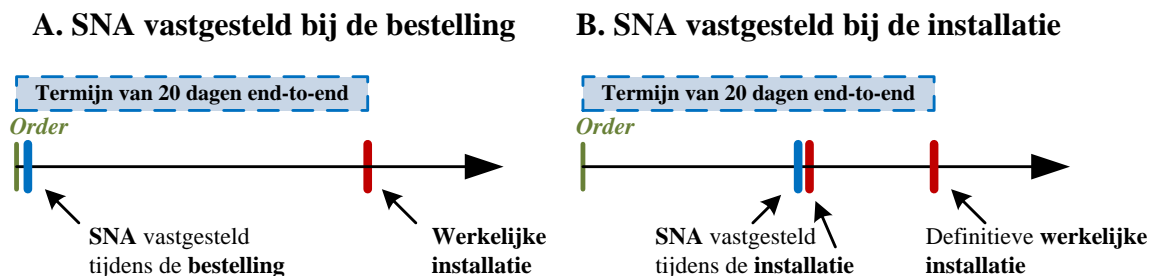 A. SNA vastgesteld bij de bestelling
Termijn van 20 dagen end-to-end
Order
SNA vastgesteld
tijdens de bestelling
Werkelijke
installatie
B. SNA vastgesteld bij de installatie
Termijn van 20 dagen end-to-end
Order
SNA vastgesteld
tijdens de installatie
Definitieve werkelijke
installatie